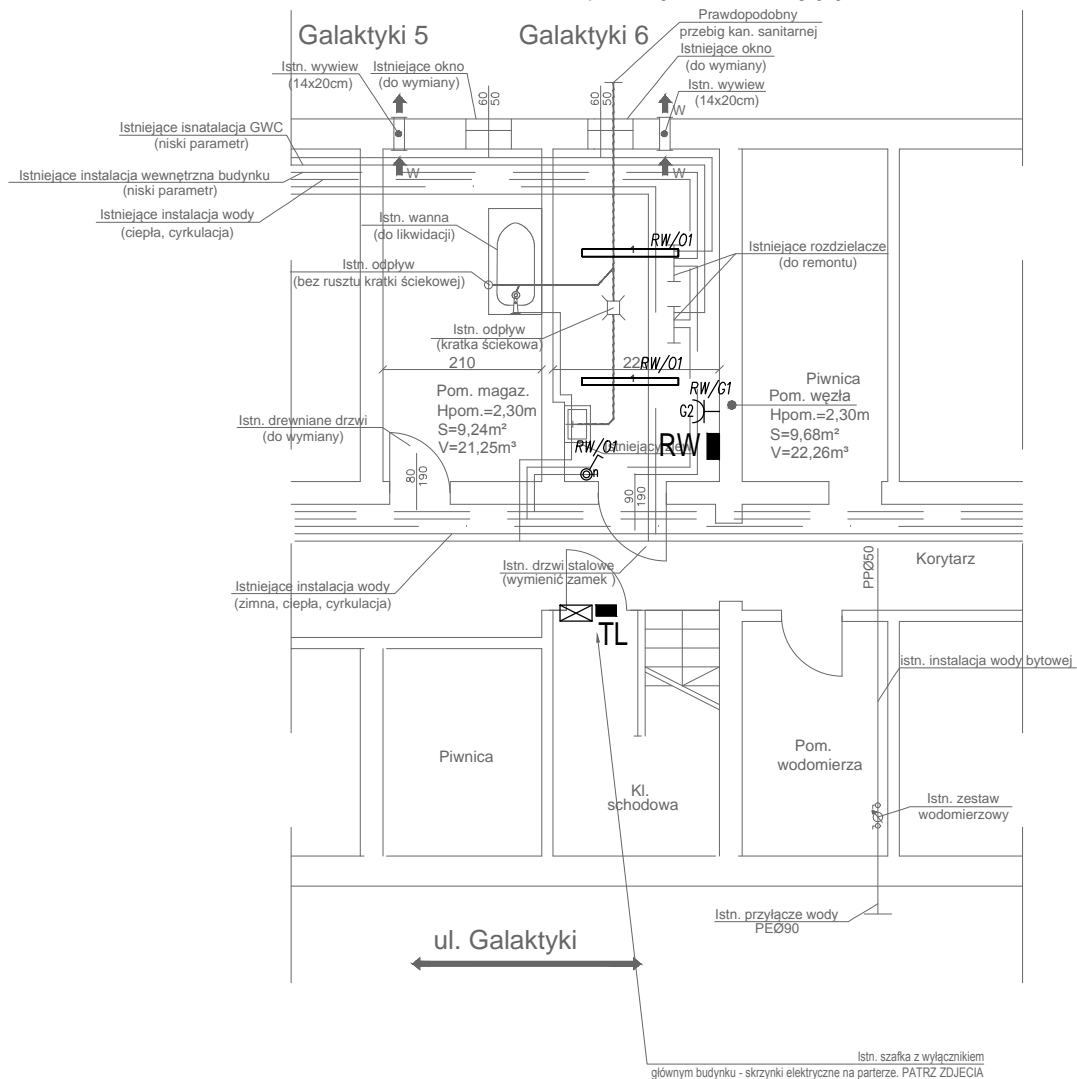 Prawdopodobny
przebig kan. sanitarnej
Galaktyki 5
Galaktyki 6
Istniejące okno
(do wymiany)
Istn. wywiew
(14x20cm)
Istniejące okno
(do wymiany)
Istn. wywiew
(14x20cm)
60
50
60
50
W
W
W
Istniejące isnatalacja GWC
(niski parametr)
Istniejące instalacja wewnętrzna budynku
(niski parametr)
Istniejące instalacja wody
(ciepła, cyrkulacja)
Istn. wanna
(do likwidacji)
RW/O1
1
Istniejące rozdzielacze
(do remontu)
Istn. odpływ
(bez rusztu kratki ściekowej)
Istn. odpływ
(kratka ściekowa)
210
22
RW/O1
1
Pom. magaz.
Hpom.=2,30m
S=9,24m²
V=21,25m³
RW/G1
G2
Piwnica
Pom. węzła
Hpom.=2,30m
S=9,68m²
V=22,26m³
Istn. drewniane drzwi
(do wymiany)
RW/O1
RW
n
80
190
90
190
Istn. drzwi stalowe
(wymienić zamek )
PPØ50
Korytarz
Istniejące instalacja wody
(zimna, ciepła, cyrkulacja)
TL
istn. instalacja wody bytowej
Piwnica
Pom.
wodomierza
Kl.
schodowa
Istn. zestaw
wodomierzowy
Istn. przyłącze wody
PEØ90
ul. Galaktyki
Istn. szafka z wyłącznikiem
głównym budynku - skrzynki elektryczne na parterze. PATRZ ZDJECIA